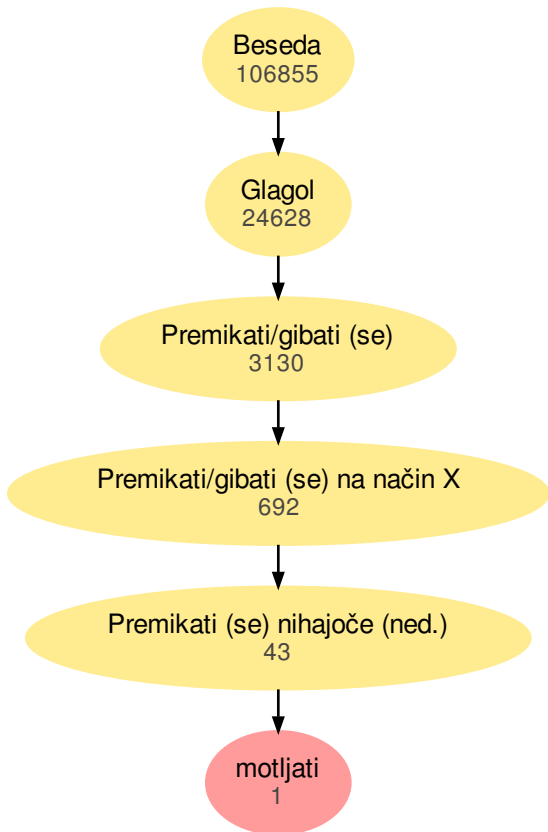 Beseda
106855
Glagol
24628
Premikati/gibati (se)
3130
Premikati/gibati (se) na način X
692
Premikati (se) nihajoče (ned.)
43
motljati
1